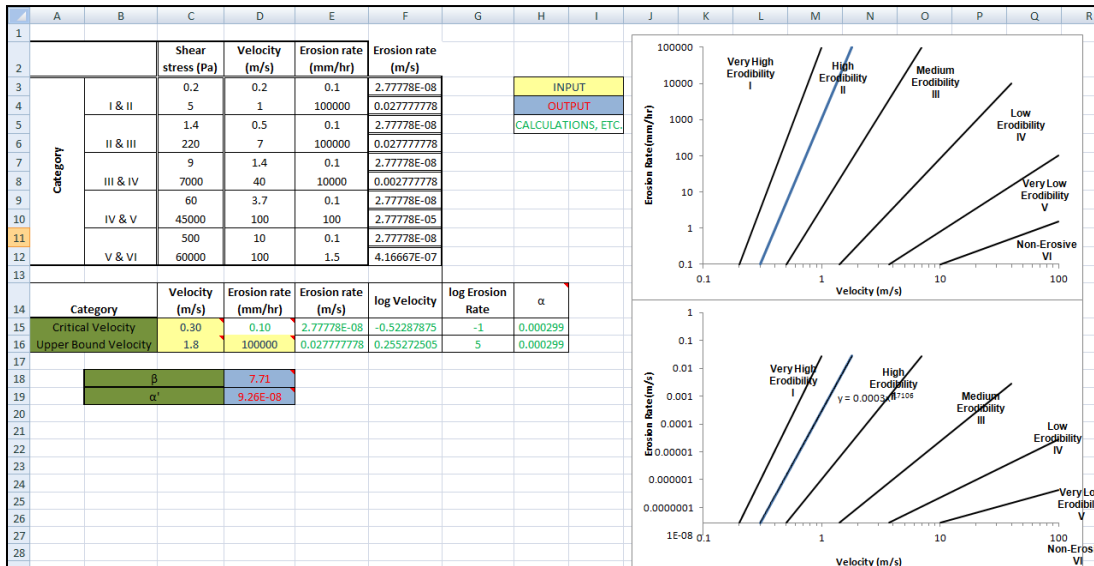 A B C D E F G H I J K L M N O P Q R
1
2 Shear stress (Pa) Velocity (m/s) Erosion rate (mm/hr) Erosion rate (m/s)
Category
3 0.2 0.2 0.1 2.77778E-08 INPUT
4 I & II 5 1 100000 0.027777778 OUTPUT
5 1.4 0.5 0.1 2.77778E-08 CALCULATIONS, ETC.
6 II & III 220 7 100000 0.027777778
7 9 1.4 0.1 2.77778E-08
8 III & IV 7000 40 10000 0.002777778
9 60 3.7 0.1 2.77778E-08
10 IV & V 45000 100 100 2.77778E-05
11 500 10 0.1 2.77778E-08
12 V & VI 60000 100 1.5 4.16667E-07
13
14 Category Velocity (m/s) Erosion rate (mm/hr) Erosion rate (m/s) log Velocity log Erosion Rate α
15 Critical Velocity 0.30 0.10 2.77778E-08 -0.52287875 -1 0.000299
16 Upper Bound Velocity 1.8 100000 0.027777778 0.255272505 5 0.000299
17
18 β 7.71
19 α' 9.26E-08
20
21
22
23
24
25
26
27
28
Erosion Rate(mm/hr)
100000
10000
1000
100
10
1
0.1
Very High Erodibility I
High Erodibility II
Medium Erodibility III
Low Erodibility IV
Very Low Erodibility V
Non-Erosive VI
0.1 1 10 100
Velocity (m/s)
Erosion Rate(m/s)
1
0.1
0.01
0.001
0.0001
0.00001
0.000001
0.0000001
1E-08
Very High Erodibility I
High Erodibility II
Medium Erodibility III
Low Erodibility IV
Very Lo
Erodibil
V
Non-Eros
VI
0.1 1 10 100
Velocity (m/s)